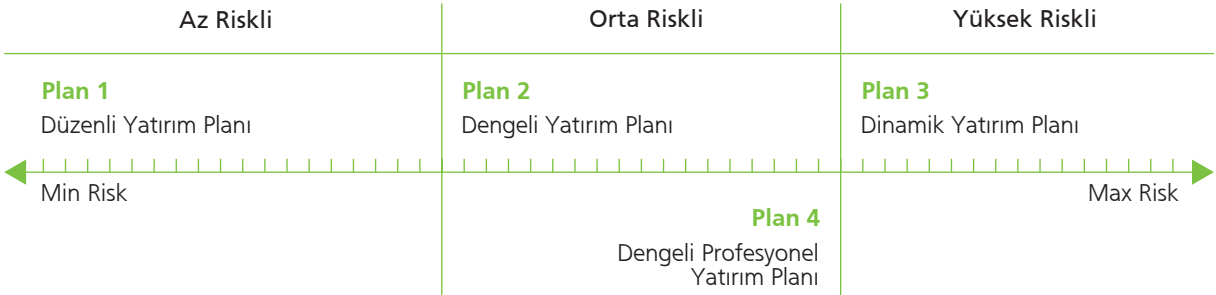 Az Riskli
Orta Riskli
Yüksek Riskli
Plan 1
Düzenli Yatırım Planı
Plan 2
Dengeli Yatırım Planı
Plan 3
Dinamik Yatırım Planı
Min Risk
Max Risk
Plan 4
Dengeli Profesyonel
Yatırım Planı